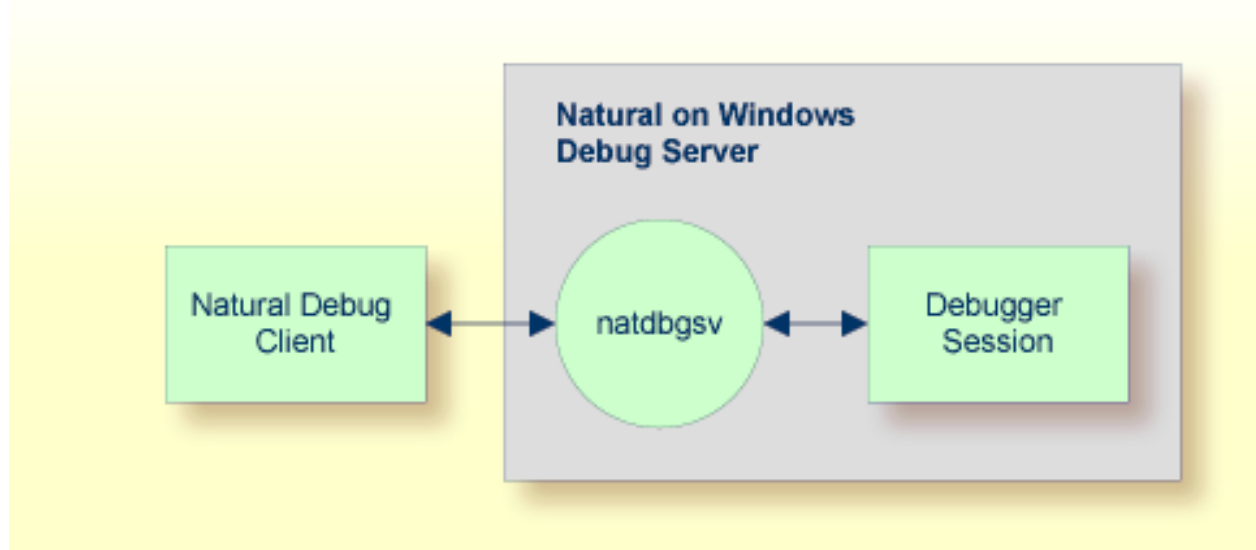 Natural on Windows
Debug Server
Natural Debug
Client
natdbgsv
Debugger
Session